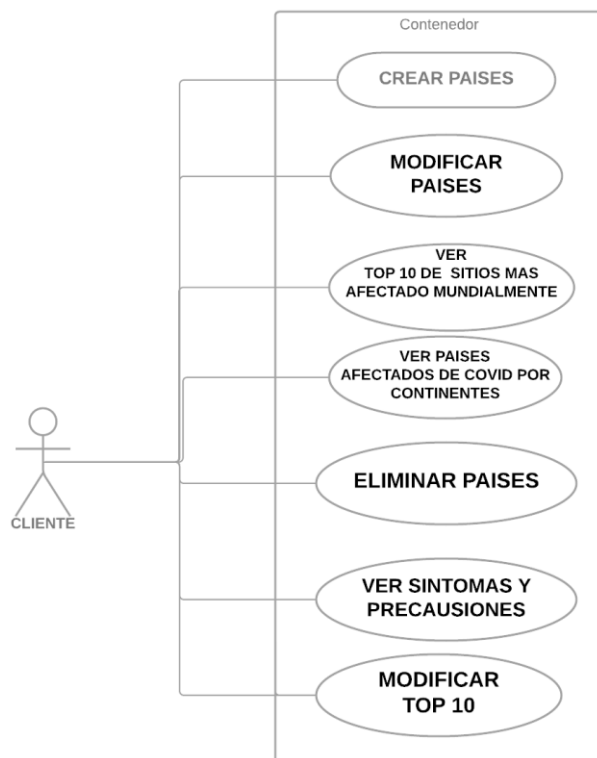 Contenedor
CREAR PAISES
MODIFICAR
PAISES
VER
TOP 10 DE SITIOS MAS
AFECTADO MUNDIALMENTE
VER PAISES
AFECTADOS DE COVID POR
CONTINENTES
CLIENTE
ELIMINAR PAISES
VER SINTOMAS Y
PRECAUSIONES
MODIFICAR
TOP 10